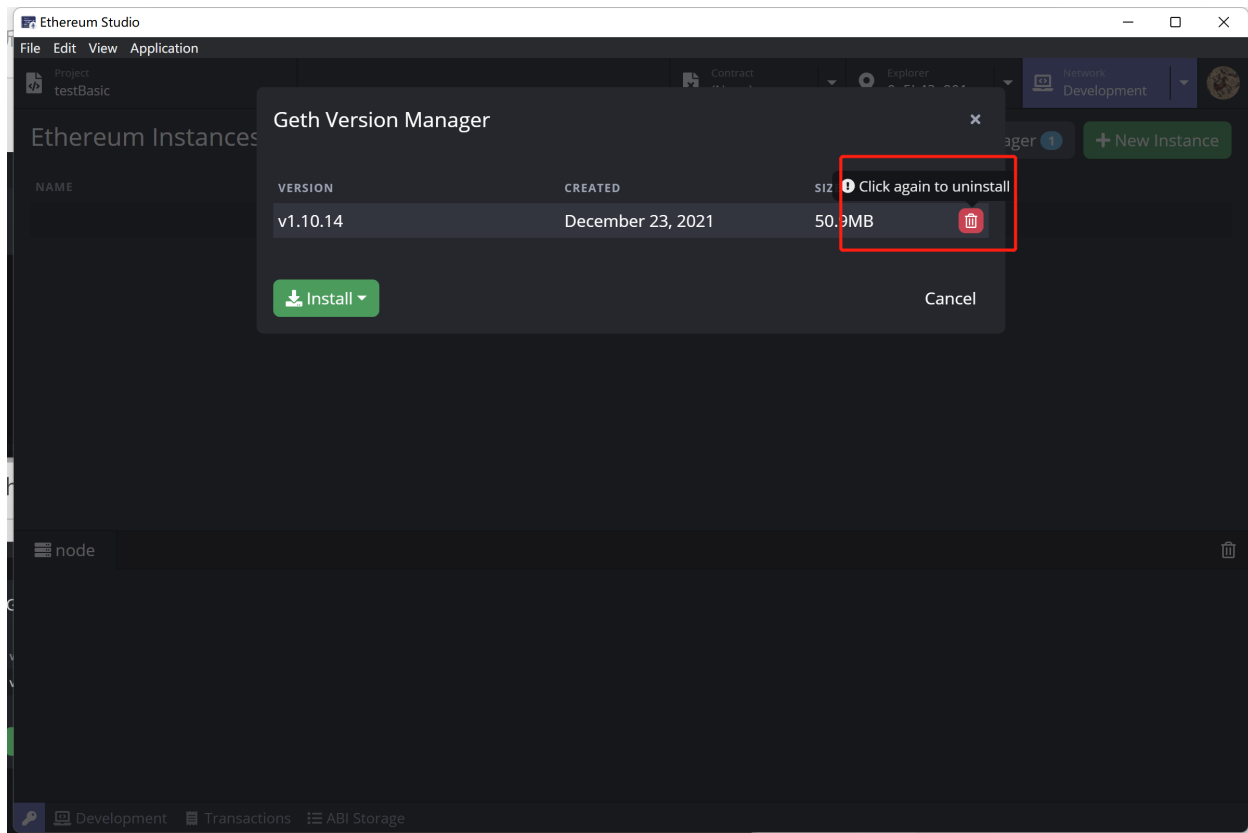 Ethereum Studio
File Edit View Application
Project
testBasic
Contract
Explorer
Network
Development
Geth Version Manager
Ethereum Instances
1
New Instance
NAME
VERSION CREATED
Click again to uninstall
v1.10.14 December 23, 2021 50.9MB
Install
Cancel
node
Development Transactions ABI Storage